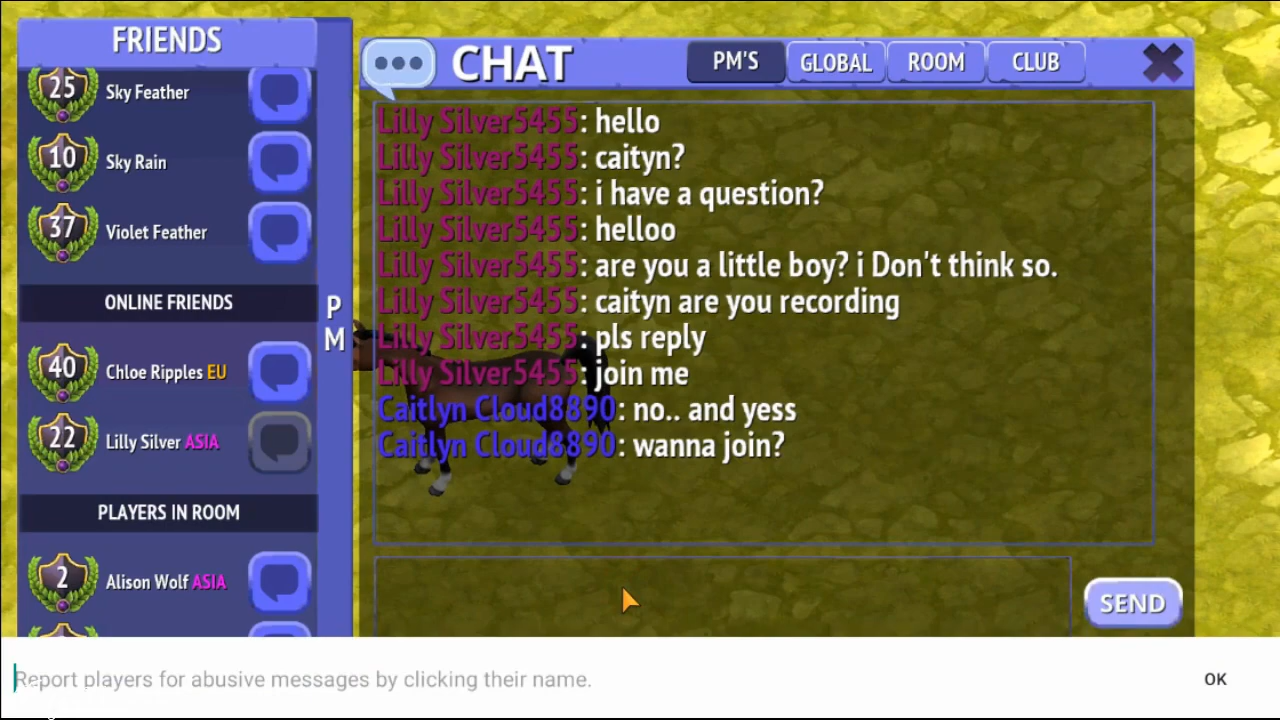 FRIENDS
25 Sky Feather
10 Sky Rain
37 Violet Feather
ONLINE FRIENDS
40 Chloe Ripples EU
22 Lilly Silver ASIA
PLAYERS IN ROOM
2 Alison Wolf ASIA
P
M
CHAT
PM'S
GLOBAL
ROOM
CLUB
Lilly Silver5455: hello
Lilly Silver5455: caityn?
Lilly Silver5455: i have a question?
Lilly Silver5455: helloo
Lilly Silver5455: are you a little boy? i Don't think so.
Lilly Silver5455: caityn are you recording
Lilly Silver5455: pls reply
Lilly Silver5455: join me
Caitlyn Cloud8890: no.. and yess
Caitlyn Cloud8890: wanna join?
SEND
Report players for abusive messages by clicking their name.
OK